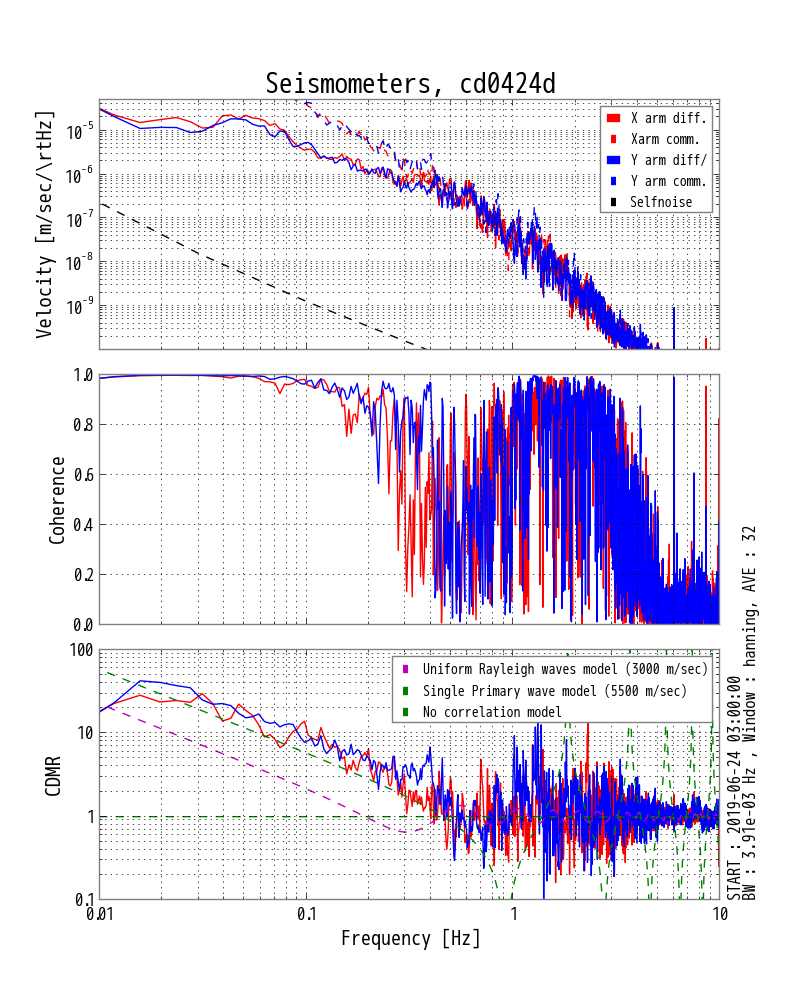 Seismometers, cd0424d
Velocity [m/sec/\rtHz]
10^-5
10^-6
10^-7
10^-8
10^-9
X arm diff.
Xarm comm.
Y arm diff/
Y arm comm.
Selfnoise
Coherence
1.0
0.8
0.6
0.4
0.2
0.0
CDMR
100
10
1
0.1
Uniform Rayleigh waves model (3000 m/sec)
Single Primary wave model (5500 m/sec)
No correlation model
0.01
0.1
1
10
Frequency [Hz]
START : 2019-06-24 03:00:00
BW : 3.91e-03 Hz , Window : hanning, AVE : 32